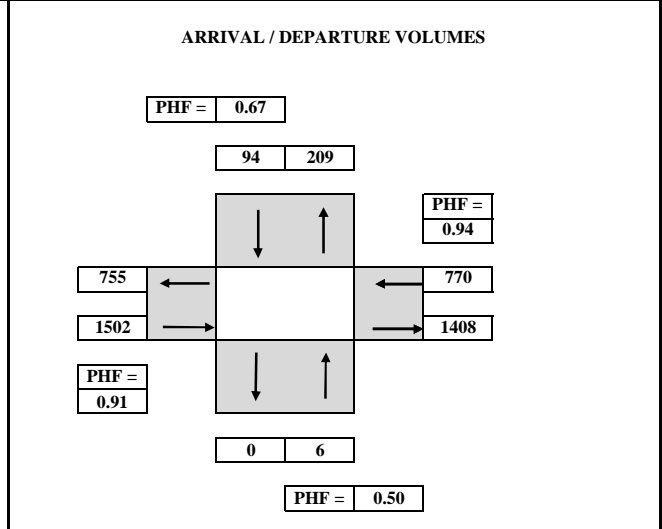 ARRIVAL / DEPARTURE VOLUMES
PHF = 0.67
94 209
PHF =
0.94
755 770
1502 1408
PHF =
0.91
0 6
PHF = 0.50